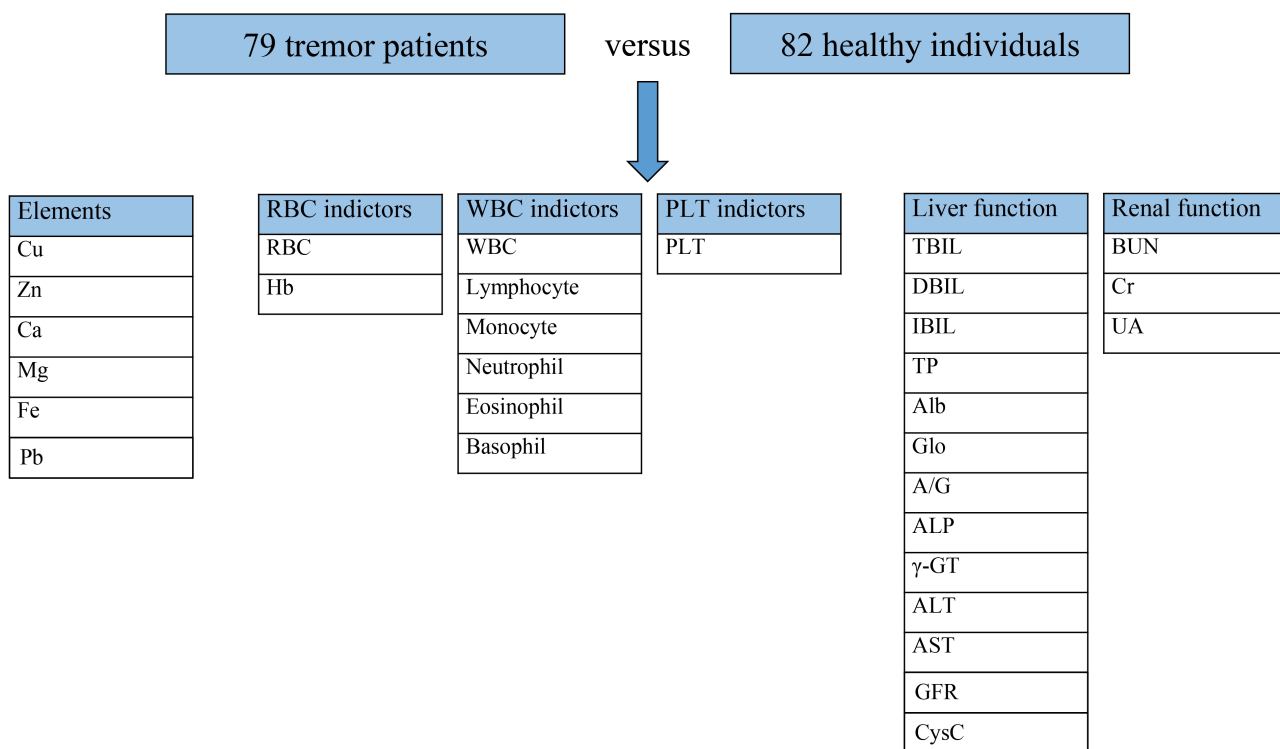 79 tremor patients
versus
82 healthy individuals
Elements
Cu
Zn
Ca
Mg
Fe
Pb
RBC indictors
RBC
Hb
WBC indictors
WBC
Lymphocyte
Monocyte
Neutrophil
Eosinophil
Basophil
PLT indictors
PLT
Liver function
TBIL
DBIL
IBIL
TP
Alb
Glo
A/G
ALP
γ-GT
ALT
AST
GFR
CysC
Renal function
BUN
Cr
UA